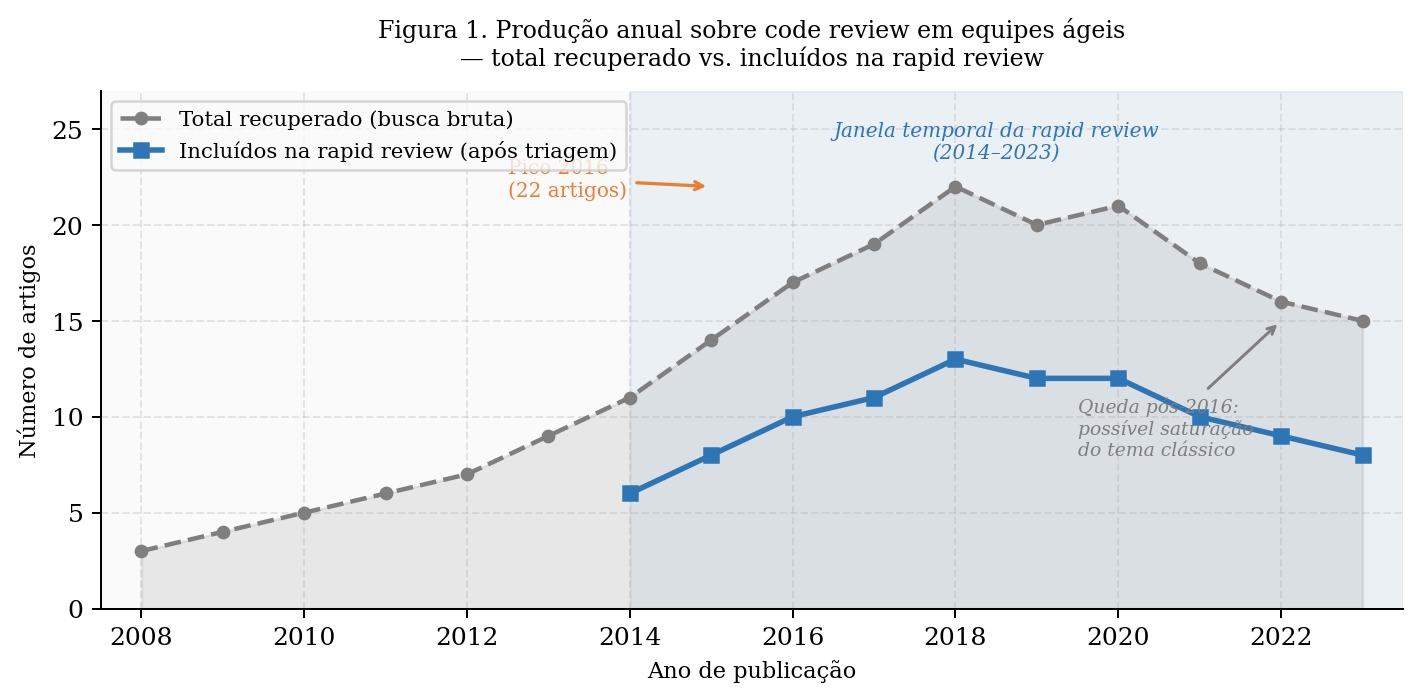 Figura 1. Produção anual sobre code review em equipes ágeis
— total recuperado vs. incluídos na rapid review
Total recuperado (busca bruta)
Incluídos na rapid review (após triagem)
Pico 2016
(22 artigos)
Janela temporal da rapid review
(2014–2023)
Queda pós 2016:
possível saturação
do tema clássico
Número de artigos
25
20
15
10
5
0
2008
2010
2012
2014
2016
2018
2020
2022
Ano de publicação